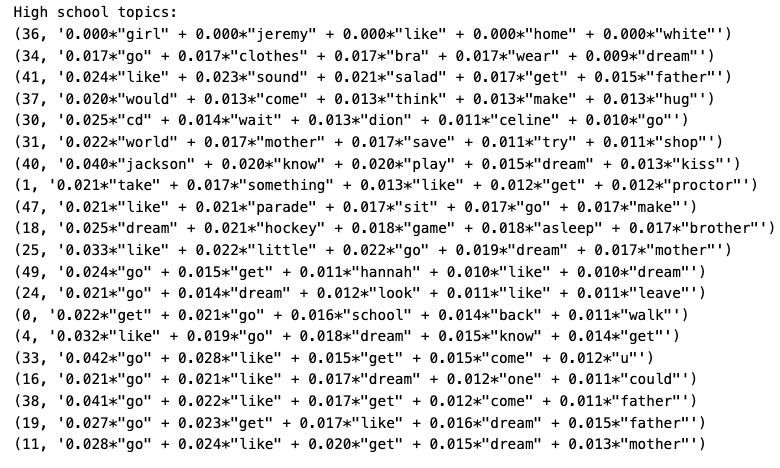 High school topics:
(36, '0.000*"girl" + 0.000*"jeremy" + 0.000*"like" + 0.000*"home" + 0.000*"white"')
(34, '0.017*"go" + 0.017*"clothes" + 0.017*"bra" + 0.017*"wear" + 0.009*"dream"')
(41, '0.024*"like" + 0.023*"sound" + 0.021*"salad" + 0.017*"get" + 0.015*"father"')
(37, '0.020*"would" + 0.013*"come" + 0.013*"think" + 0.013*"make" + 0.013*"hug"')
(30, '0.025*"cd" + 0.014*"wait" + 0.013*"dion" + 0.011*"celine" + 0.010*"go"')
(31, '0.022*"world" + 0.017*"mother" + 0.017*"save" + 0.011*"try" + 0.011*"shop"')
(40, '0.040*"jackson" + 0.020*"know" + 0.020*"play" + 0.015*"dream" + 0.013*"kiss"')
(1, '0.021*"take" + 0.017*"something" + 0.013*"like" + 0.012*"get" + 0.012*"proctor"')
(47, '0.021*"like" + 0.021*"parade" + 0.017*"sit" + 0.017*"go" + 0.017*"make"')
(18, '0.025*"dream" + 0.021*"hockey" + 0.018*"game" + 0.018*"asleep" + 0.017*"brother"')
(25, '0.033*"like" + 0.022*"little" + 0.022*"go" + 0.019*"dream" + 0.017*"mother"')
(49, '0.024*"go" + 0.015*"get" + 0.011*"hannah" + 0.010*"like" + 0.010*"dream"')
(24, '0.021*"go" + 0.014*"dream" + 0.012*"look" + 0.011*"like" + 0.011*"leave"')
(0, '0.022*"get" + 0.021*"go" + 0.016*"school" + 0.014*"back" + 0.011*"walk"')
(4, '0.032*"like" + 0.019*"go" + 0.018*"dream" + 0.015*"know" + 0.014*"get"')
(33, '0.042*"go" + 0.028*"like" + 0.015*"get" + 0.015*"come" + 0.012*"u"')
(16, '0.021*"go" + 0.021*"like" + 0.017*"dream" + 0.012*"one" + 0.011*"could"')
(38, '0.041*"go" + 0.022*"like" + 0.017*"get" + 0.012*"come" + 0.011*"father"')
(19, '0.027*"go" + 0.023*"get" + 0.017*"like" + 0.016*"dream" + 0.015*"father"')
(11, '0.028*"go" + 0.024*"like" + 0.020*"get" + 0.015*"dream" + 0.013*"mother"')